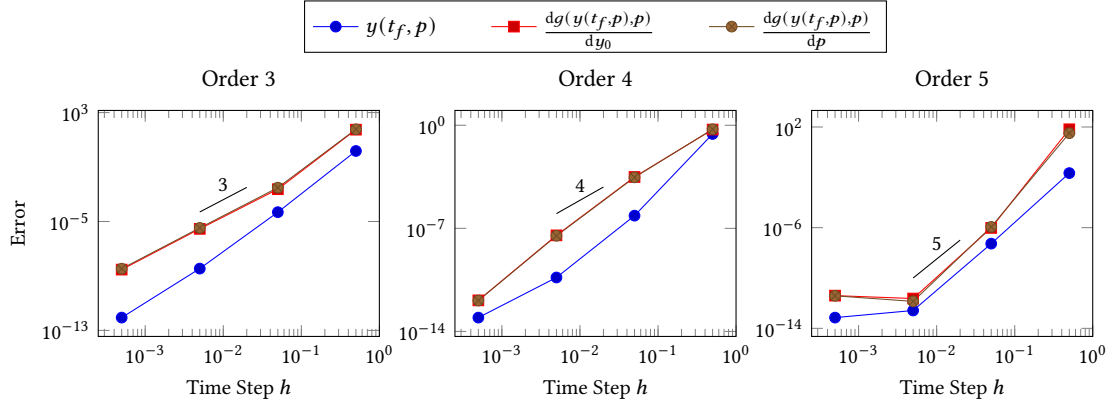 y(t_f, p) dg(y(t_f,p),p)/dy_0 dg(y(t_f,p),p)/dp
Order 3 Order 4 Order 5
Error
10^3
10^−5
10^−13
3
10^−3 10^−2 10^−1 10^0
Time Step h
10^0
10^−7
10^−14
4
10^−3 10^−2 10^−1 10^0
Time Step h
10^2
10^−6
10^−14
5
10^−3 10^−2 10^−1 10^0
Time Step h